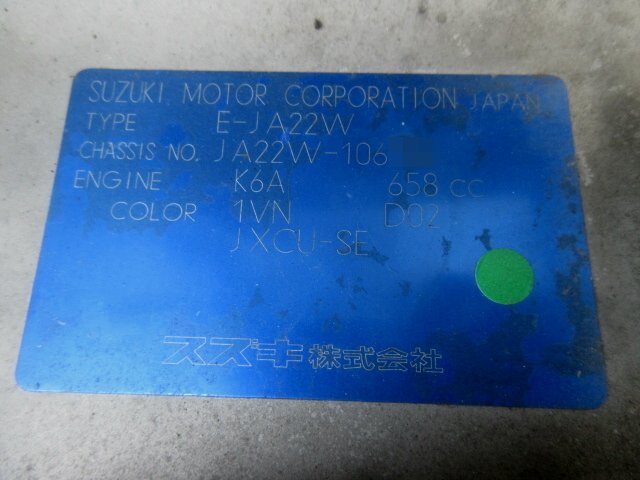 SUZUKI MOTOR CORPORATION JAPAN
TYPE E-JA22W
CHASSIS NO. JA22W-106
ENGINE K6A 658 CC
COLOR 1VN D02
JXCU-SE
スズキ株式会社